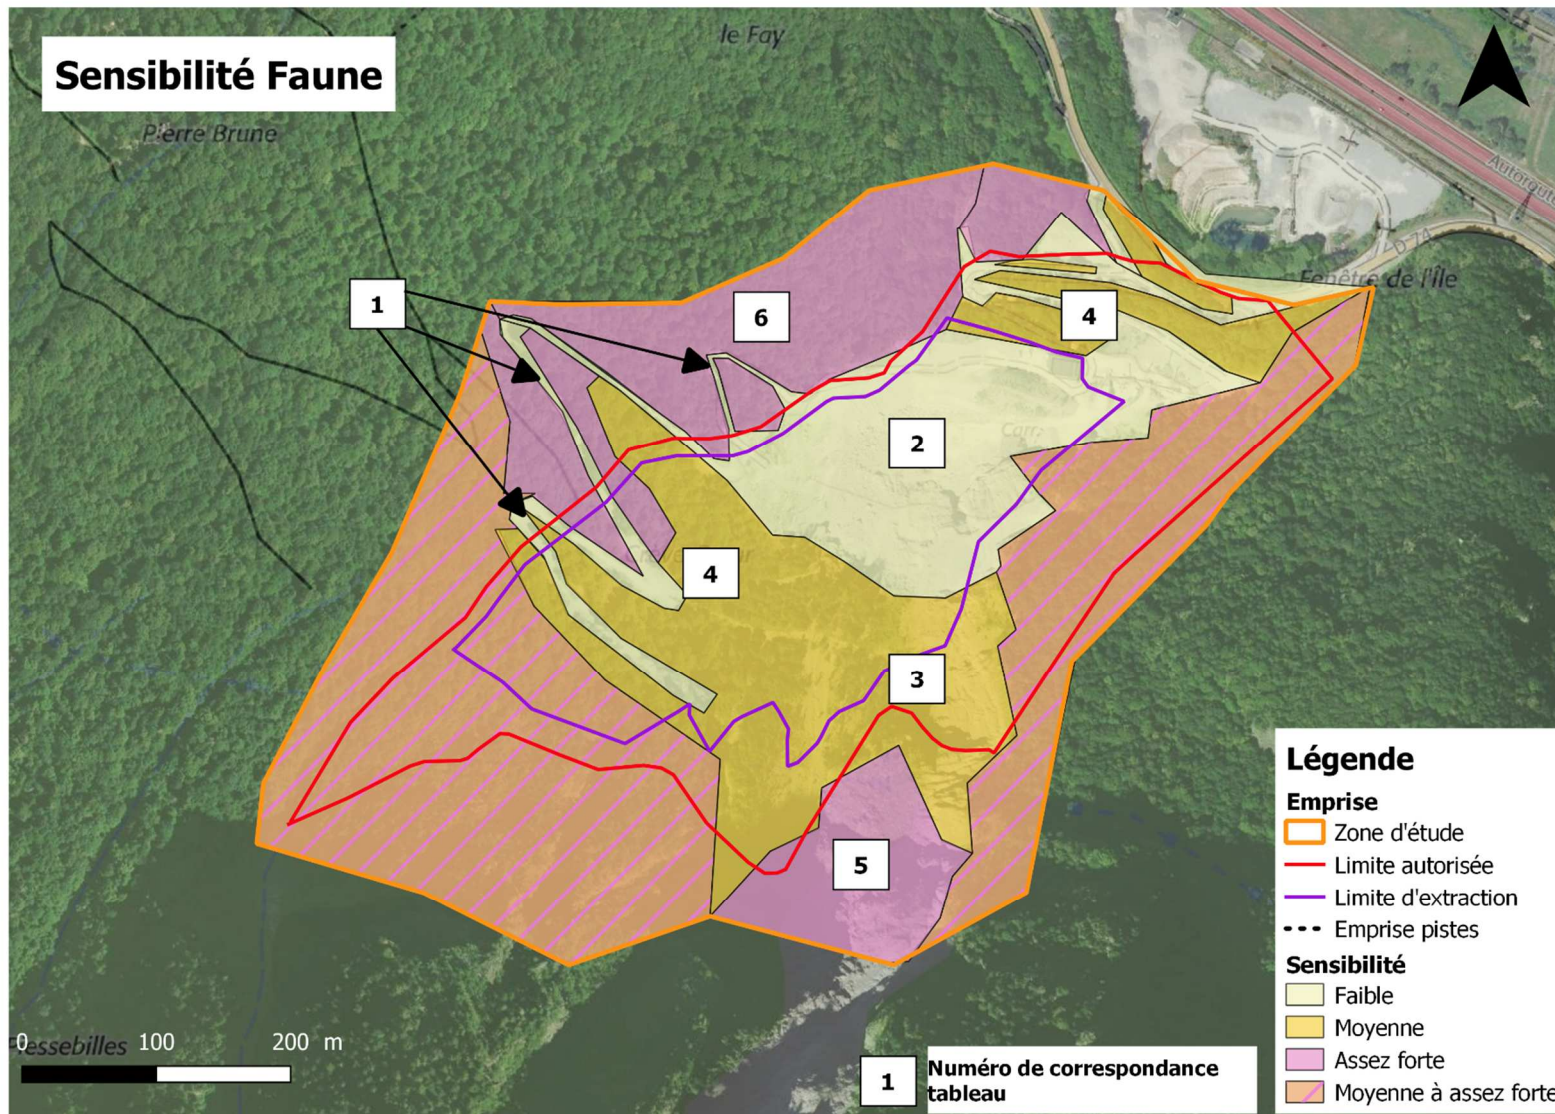 le Fay
Sensibilité Faune
Pierre Brune
Autoroute
D 74
Fenêtre de l'Île
1
6
4
2
Carr
4
3
5
Légende
Emprise
Zone d'étude
Limite autorisée
Limite d'extraction
Emprise pistes
Sensibilité
Faible
Moyenne
Assez forte
Moyenne à assez forte
Plessebilles
0 100 200 m
1 Numéro de correspondance
tableau